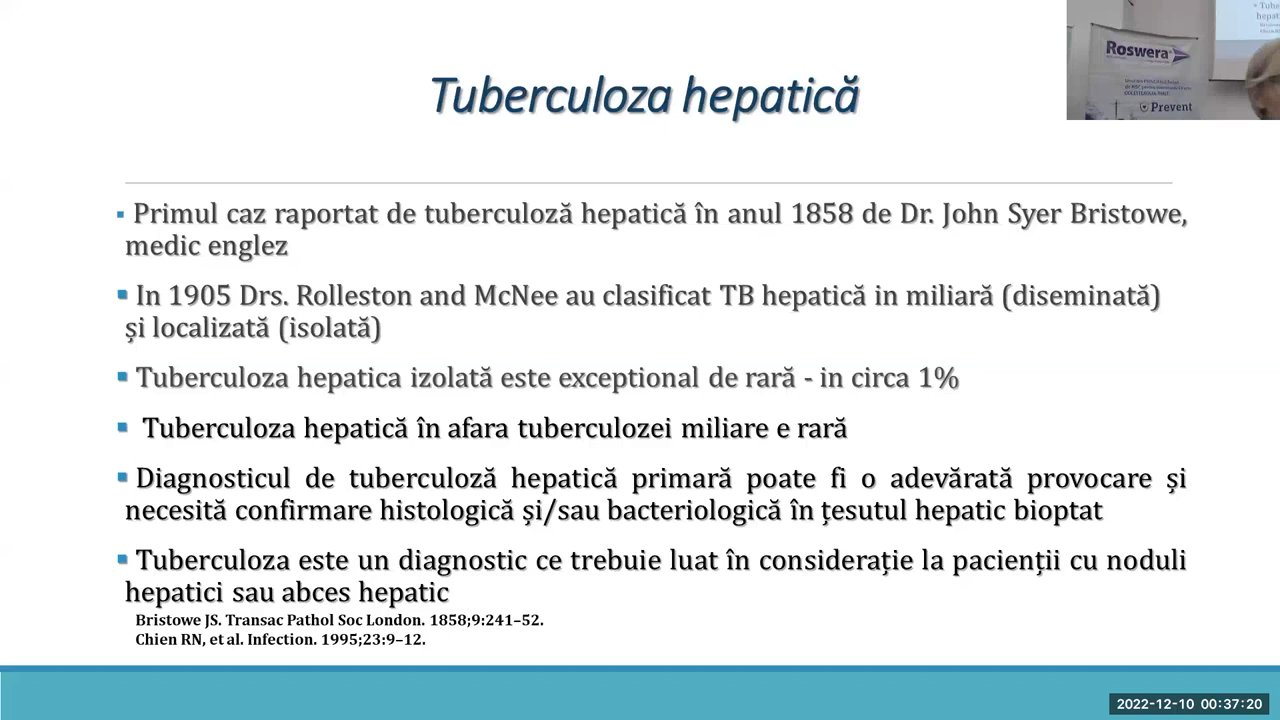 Tuberculoza hepatică
Primul caz raportat de tuberculoză hepatică în anul 1858 de Dr. John Syer Bristowe,
medic englez
In 1905 Drs. Rolleston and McNee au clasificat TB hepatică in miliară (diseminată)
și localizată (isolată)
Tuberculoza hepatica izolată este exceptional de rară - in circa 1%
Tuberculoza hepatică în afara tuberculozei miliare e rară
Diagnosticul de tuberculoză hepatică primară poate fi o adevărată provocare și
necesită confirmare histologică și/sau bacteriologică în țesutul hepatic bioptat
Tuberculoza este un diagnostic ce trebuie luat în considerație la pacienții cu noduli
hepatici sau abces hepatic
Bristowe JS. Transac Pathol Soc London. 1858;9:241–52.
Chien RN, et al. Infection. 1995;23:9–12.
Roswera
Prevent
2022-12-10 00:37:20